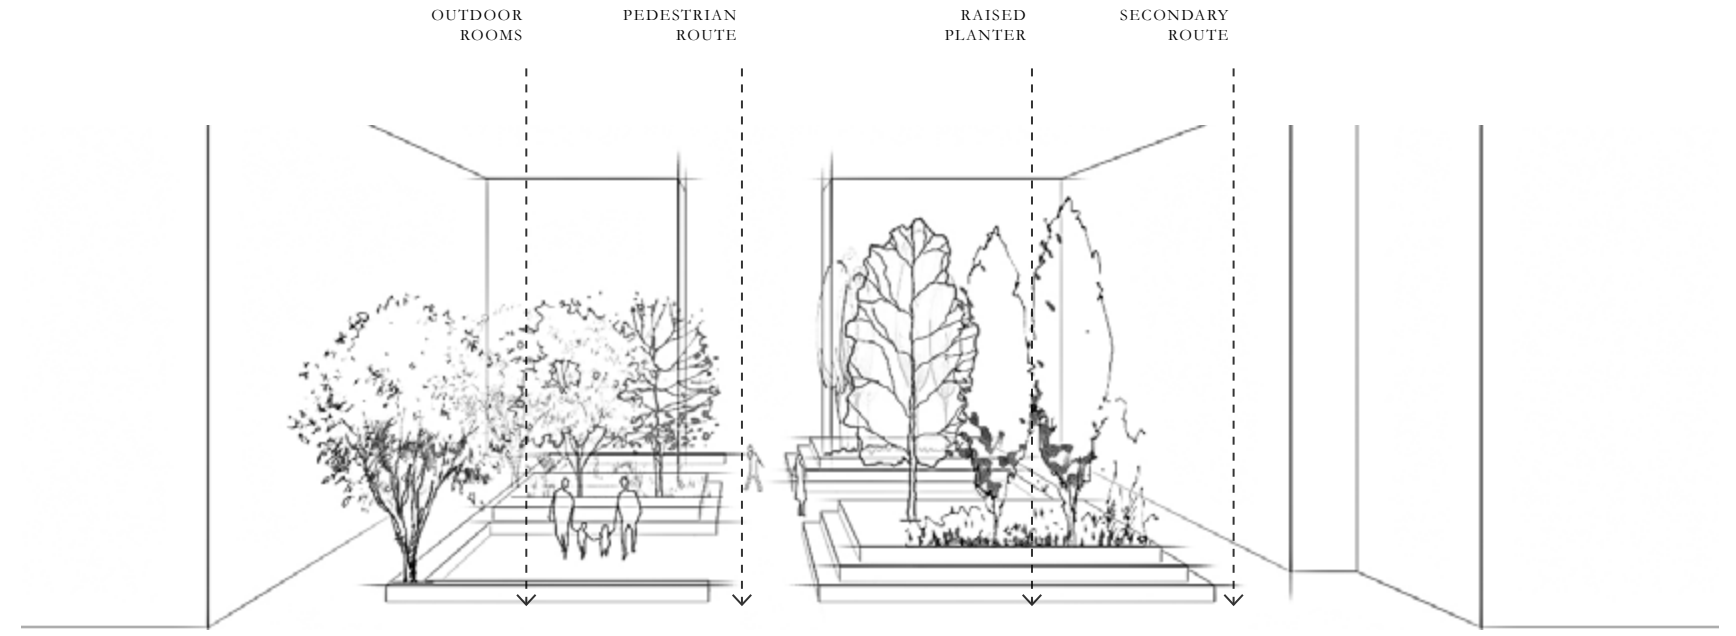 OUTDOOR
ROOMS
PEDESTRIAN
ROUTE
RAISED
PLANTER
SECONDARY
ROUTE